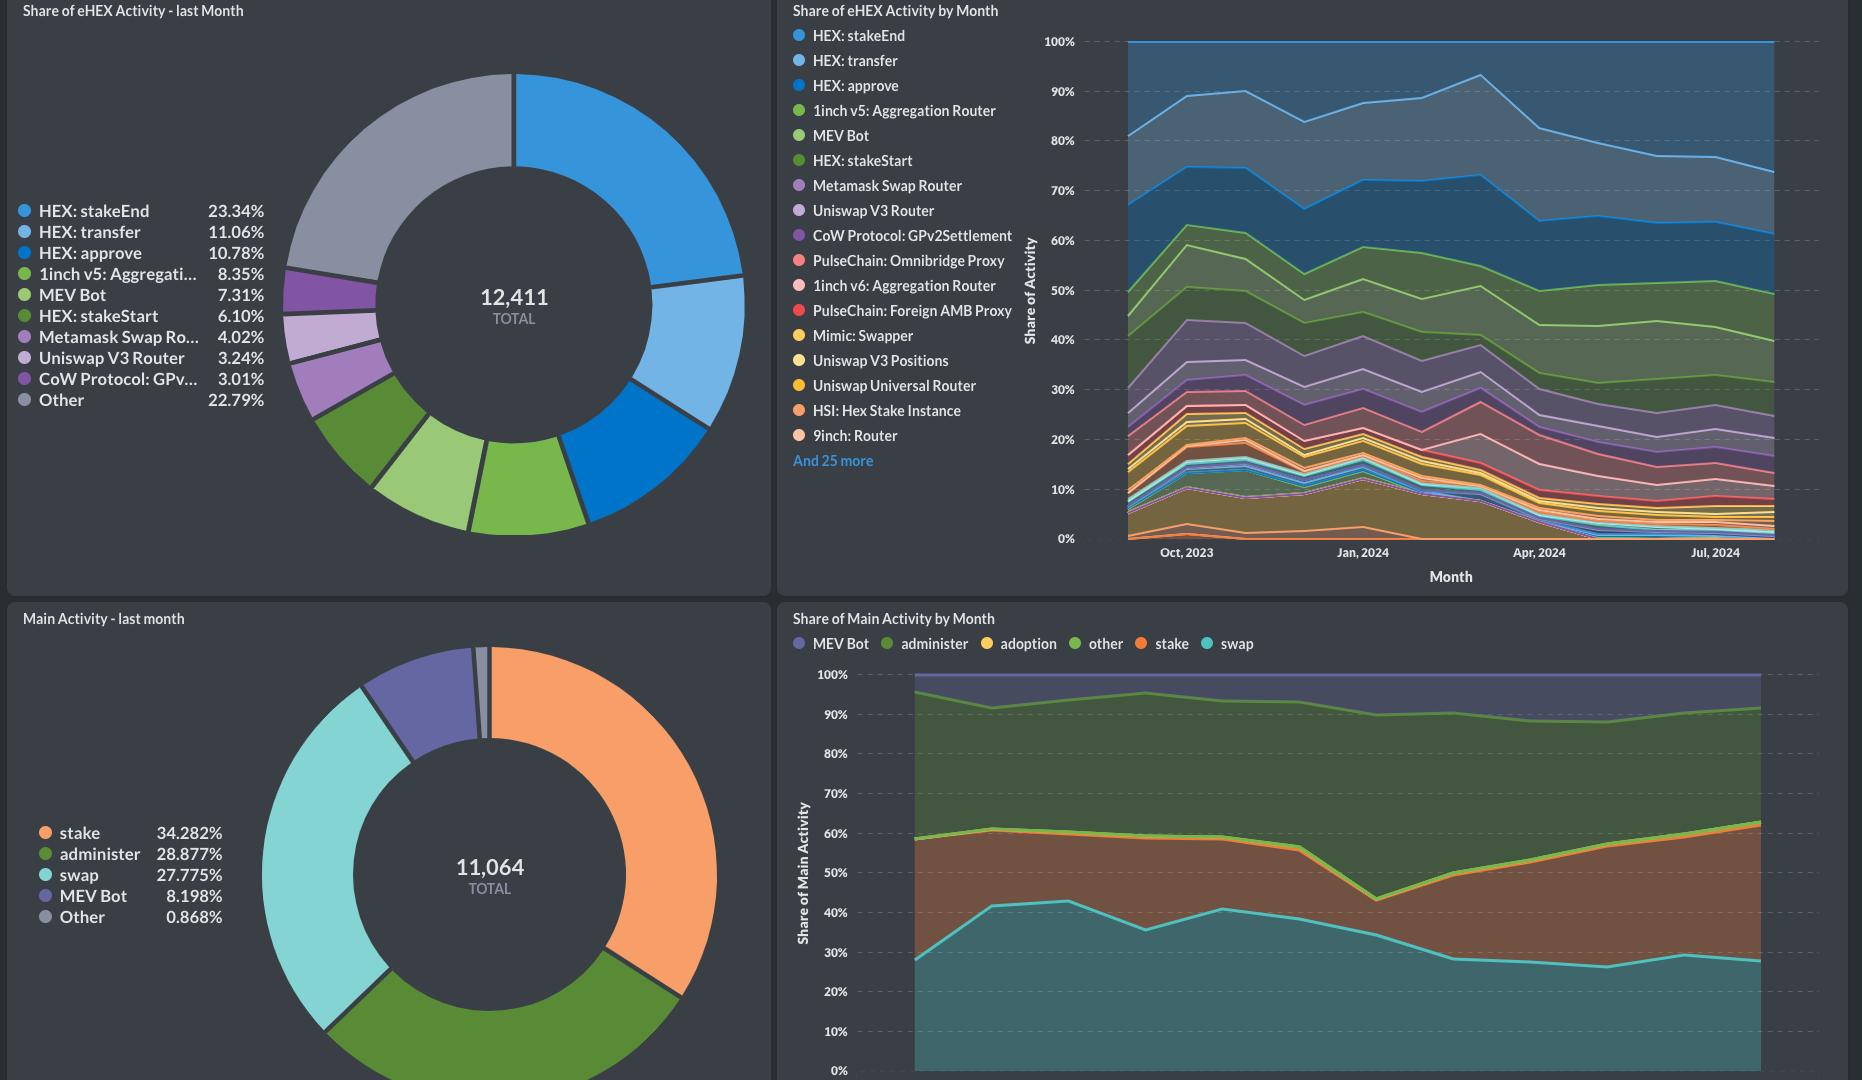 Share of eHEX Activity - last Month
HEX: stakeEnd 23.34%
HEX: transfer 11.06%
HEX: approve 10.78%
1inch v5: Aggregati... 8.35%
MEV Bot 7.31%
HEX: stakeStart 6.10%
Metamask Swap Ro... 4.02%
Uniswap V3 Router 3.24%
CoW Protocol: GPv... 3.01%
Other 22.79%
12,411
TOTAL
Share of eHEX Activity by Month
HEX: stakeEnd
HEX: transfer
HEX: approve
1inch v5: Aggregation Router
MEV Bot
HEX: stakeStart
Metamask Swap Router
Uniswap V3 Router
CoW Protocol: GPv2Settlement
PulseChain: Omnibridge Proxy
1inch v6: Aggregation Router
PulseChain: Foreign AMB Proxy
Mimic: Swapper
Uniswap V3 Positions
Uniswap Universal Router
HSI: Hex Stake Instance
9inch: Router
And 25 more
Share of Activity
100%
90%
80%
70%
60%
50%
40%
30%
20%
10%
0%
Oct, 2023 Jan, 2024 Apr, 2024 Jul, 2024
Month
Main Activity - last month
stake 34.282%
administer 28.877%
swap 27.775%
MEV Bot 8.198%
Other 0.868%
11,064
TOTAL
Share of Main Activity by Month
MEV Bot administer adoption other stake swap
Share of Main Activity
100%
90%
80%
70%
60%
50%
40%
30%
20%
10%
0%